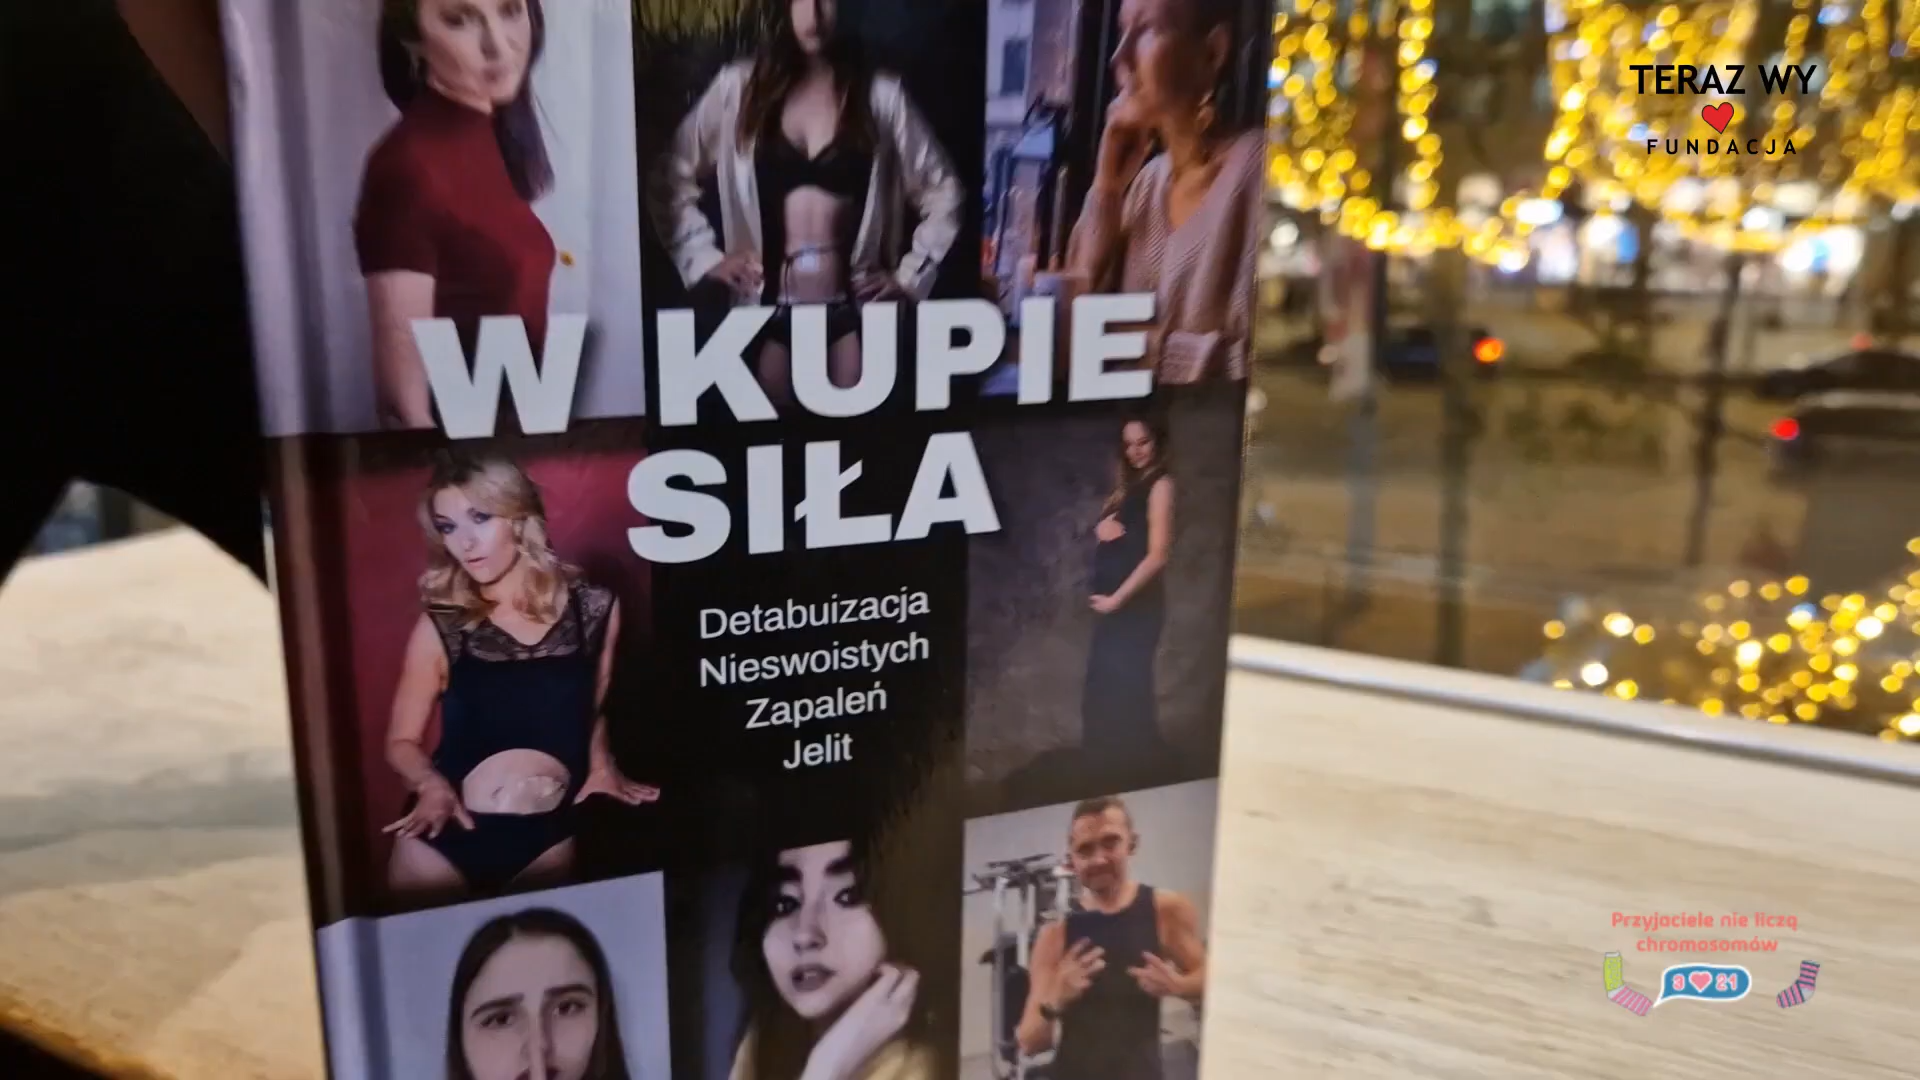 TERAZ WY
FUNDACJA
W KUPIE
SIŁA
Detabuizacja
Nieswoistych
Zapaleń
Jelit
Przyjaciele nie liczą
chromosomów
3 21